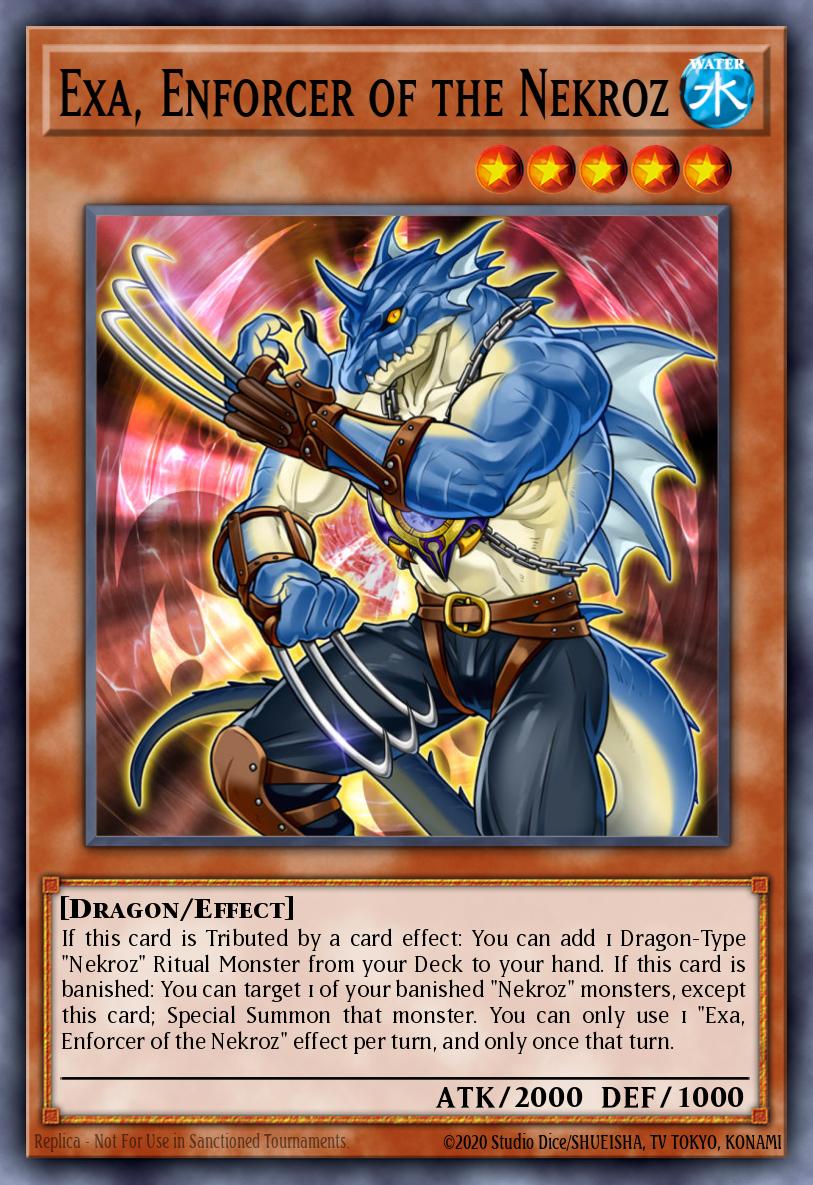 Exa, Enforcer of the Nekroz
WATER
水
[Dragon/Effect]
If this card is Tributed by a card effect: You can add 1 Dragon-Type
"Nekroz" Ritual Monster from your Deck to your hand. If this card is
banished: You can target 1 of your banished "Nekroz" monsters, except
this card; Special Summon that monster. You can only use 1 "Exa,
Enforcer of the Nekroz" effect per turn, and only once that turn.
ATK/2000 DEF/1000
Replica - Not For Use in Sanctioned Tournaments.
©2020 Studio Dice/SHUEISHA, TV TOKYO, KONAMI